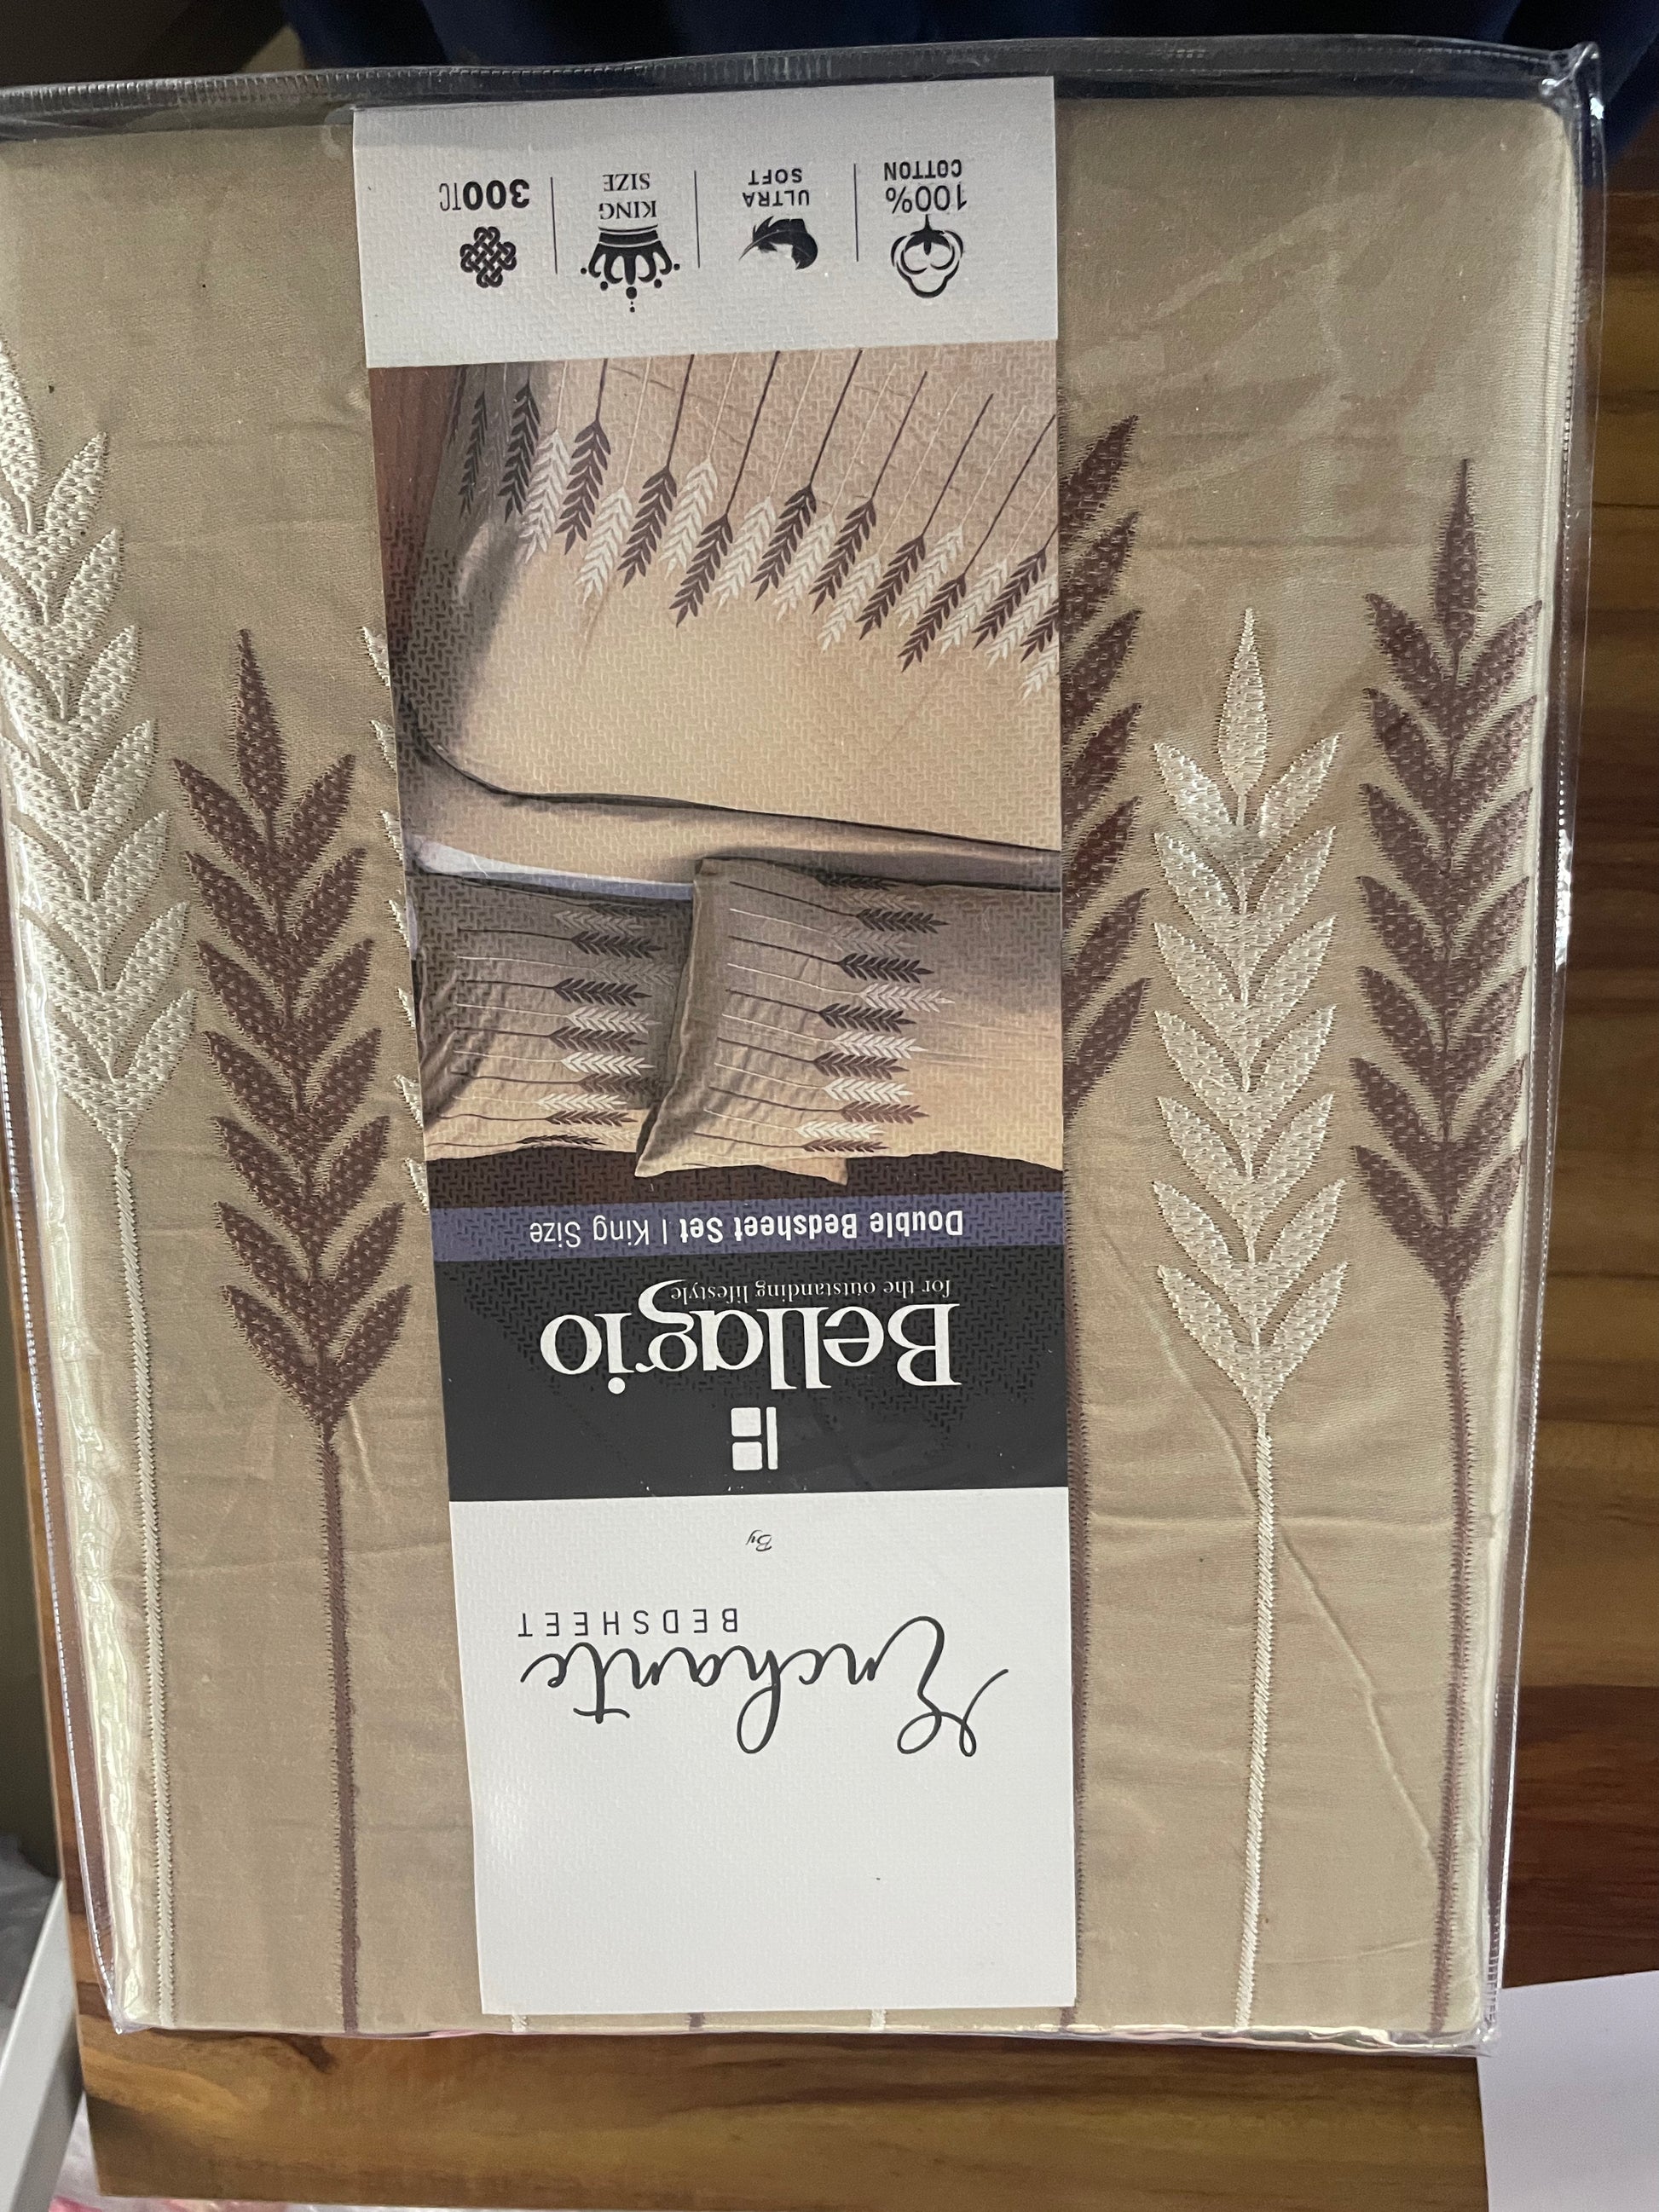 Enchante
BEDSHEET
By
Bellagio
for the outstanding lifestyle
Double Bedsheet Set | King Size
100%
COTTON
ULTRA
SOFT
KING
SIZE
300TC